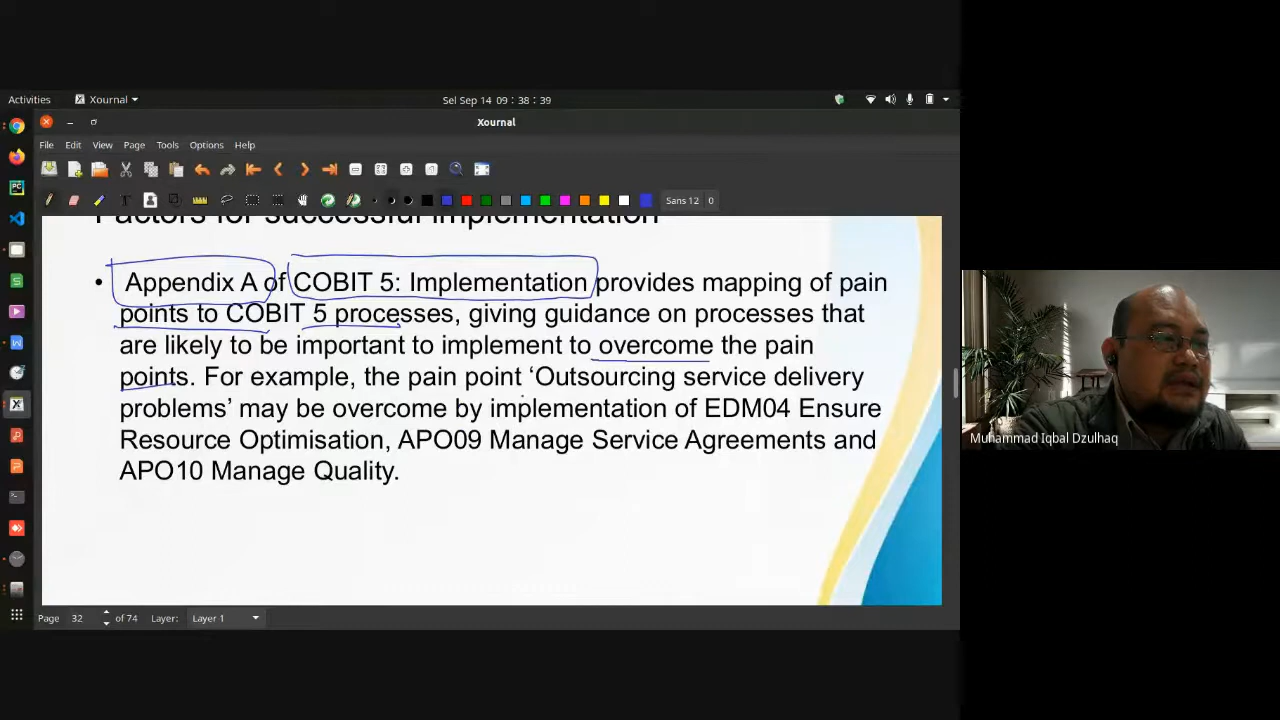 Activities Xournal Sel Sep 14 09:38:39
Xournal
File Edit View Page Tools Options Help
Sans 12 0
Factors for successful implementation
• Appendix A of COBIT 5: Implementation provides mapping of pain
points to COBIT 5 processes, giving guidance on processes that
are likely to be important to implement to overcome the pain
points. For example, the pain point ‘Outsourcing service delivery
problems’ may be overcome by implementation of EDM04 Ensure
Resource Optimisation, APO09 Manage Service Agreements and
APO10 Manage Quality.
Muhammad Iqbal Dzulhaq
Page 32 of 74 Layer: Layer 1